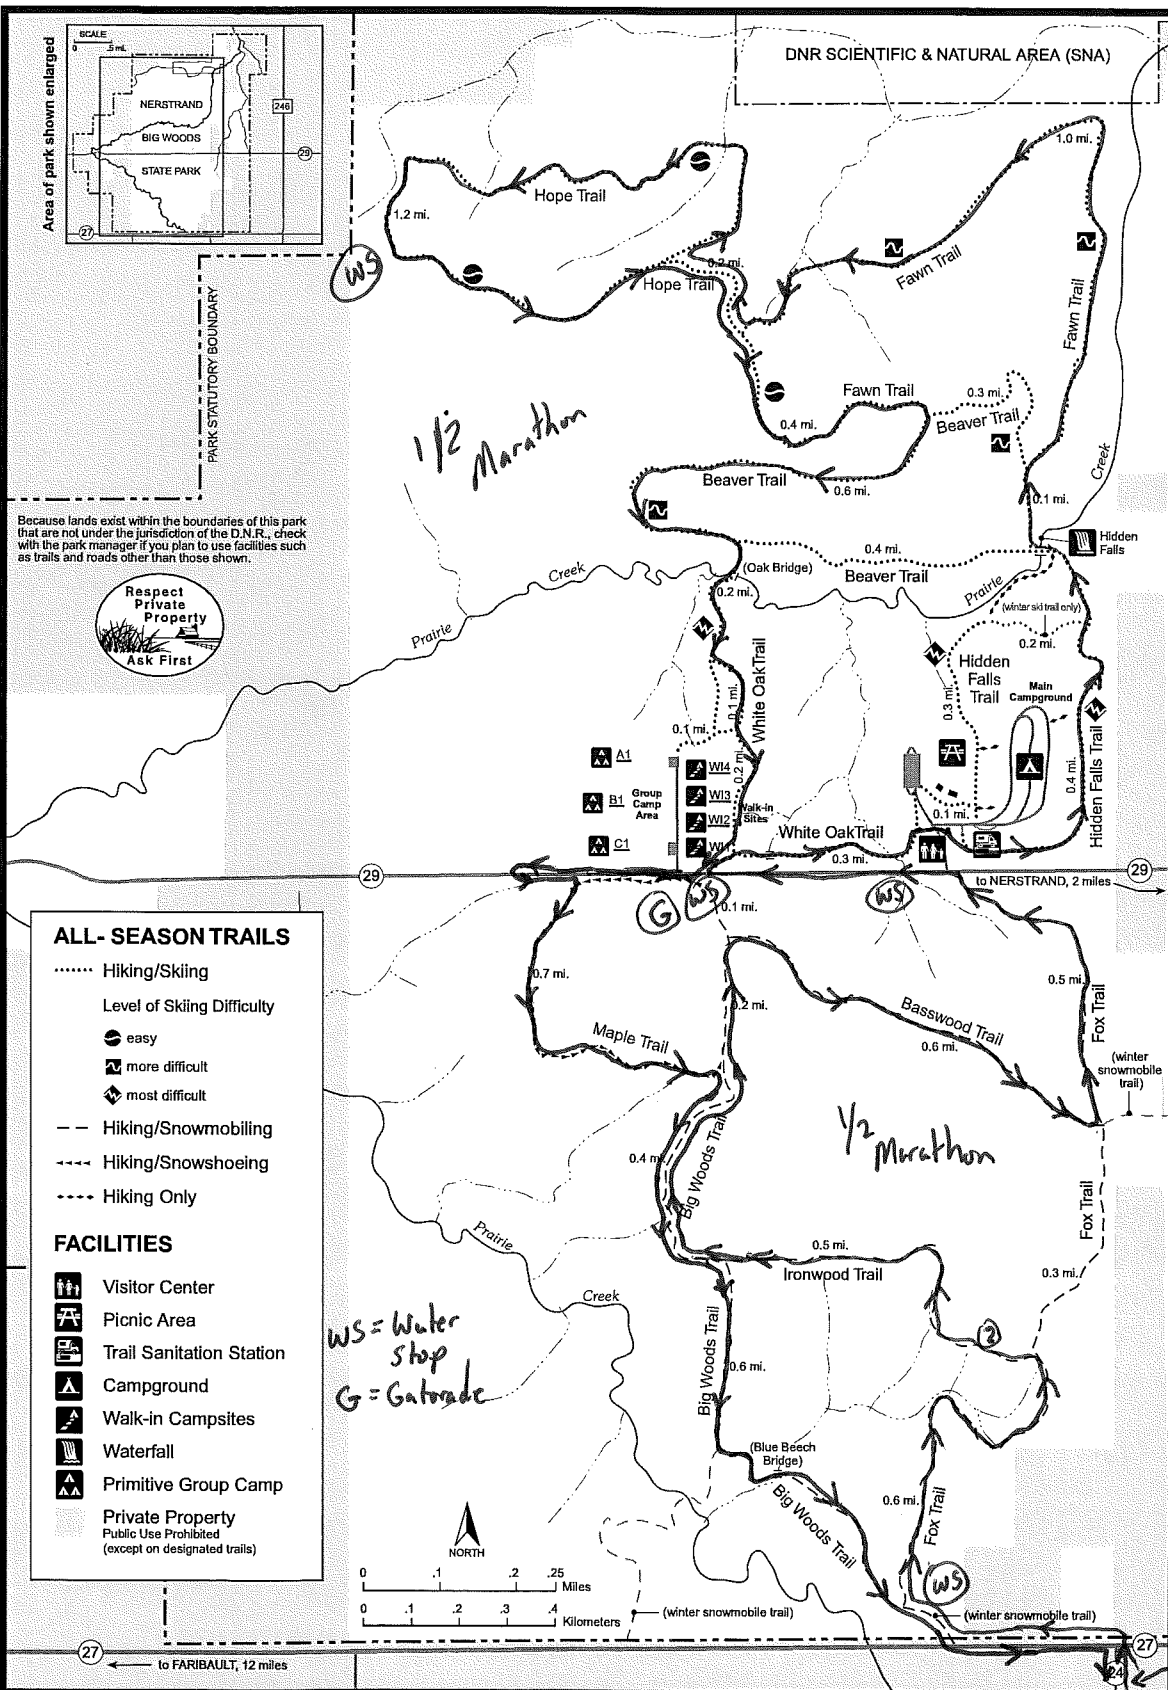 Area of park shown enlarged
SCALE
0 .5 mi.
NERSTRAND
BIG WOODS
STATE PARK
246
29
27
DNR SCIENTIFIC & NATURAL AREA (SNA)
PARK STATUTORY BOUNDARY
WS
1.2 mi.
Hope Trail
0.2 mi.
Hope Trail
1.0 mi.
Fawn Trail
Fawn Trail
Fawn Trail
0.4 mi.
0.3 mi.
Beaver Trail
1/2 Marathon
Beaver Trail
0.6 mi.
0.1 mi.
Creek
Hidden
Falls
0.4 mi.
Beaver Trail
(Oak Bridge)
0.2 mi.
Prairie
Creek
Prairie
Because lands exist within the boundaries of this park
that are not under the jurisdiction of the D.N.R., check
with the park manager if you plan to use facilities such
as trails and roads other than those shown.
Respect
Private
Property
Ask First
(winter ski trail only)
0.2 mi.
Hidden
Falls
Trail
0.3 mi.
Main
Campground
White OakTrail
0.1 mi.
0.1 mi.
0.2 mi.
Hidden Falls Trail
0.4 mi.
A1
B1
C1
Group
Camp
Area
WI4
WI3
WI2
WI1
Walk-in
Sites
0.1 mi.
White OakTrail
0.3 mi.
29
29
to NERSTRAND, 2 miles
G
WS
WS
0.1 mi.
0.7 mi.
Maple Trail
0.2 mi.
Basswood Trail
0.6 mi.
0.5 mi.
Fox Trail
(winter
snowmobile
trail)
1/2 Marathon
0.4 mi.
Big Woods Trail
0.5 mi.
Ironwood Trail
Fox Trail
0.3 mi.
2
Prairie
Creek
Big Woods Trail
0.6 mi.
(Blue Beech
Bridge)
Big Woods Trail
0.6 mi.
Fox Trail
WS
WS = Water
stop
G = Gatorade
ALL- SEASON TRAILS
Hiking/Skiing
Level of Skiing Difficulty
easy
more difficult
most difficult
Hiking/Snowmobiling
Hiking/Snowshoeing
Hiking Only
FACILITIES
Visitor Center
Picnic Area
Trail Sanitation Station
Campground
Walk-in Campsites
Waterfall
Primitive Group Camp
Private Property
Public Use Prohibited
(except on designated trails)
NORTH
0 .1 .2 .25
Miles
0 .1 .2 .3 .4
Kilometers
(winter snowmobile trail)
(winter snowmobile trail)
27
to FARIBAULT, 12 miles
27
24